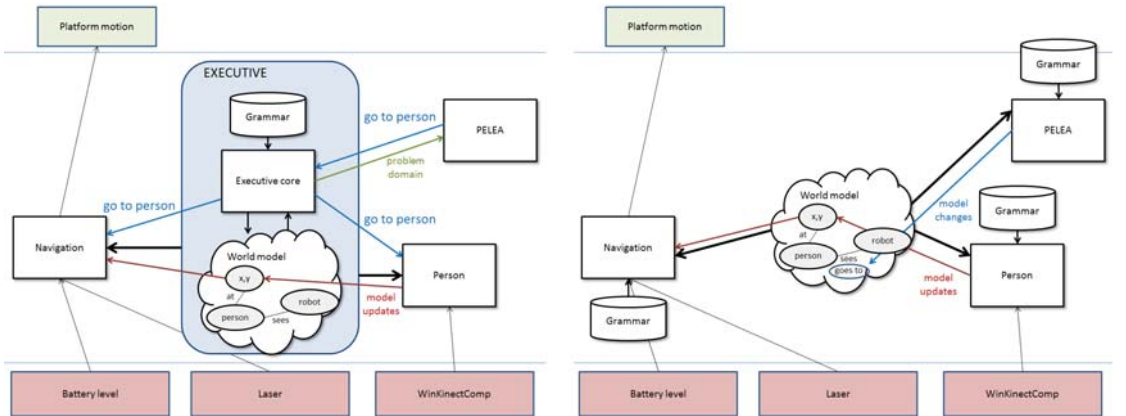 Platform motion
EXECUTIVE
Grammar
go to person
PELEA
problem
domain
Executive core
go to person
go to person
Navigation
World model
x,y
at
person
sees
robot
Person
model
updates
Battery level
Laser
WinKinectComp
Platform motion
Grammar
PELEA
World model
x,y
at
person
sees
robot
goes to
model
changes
Grammar
Navigation
Person
model
updates
Grammar
Battery level
Laser
WinKinectComp